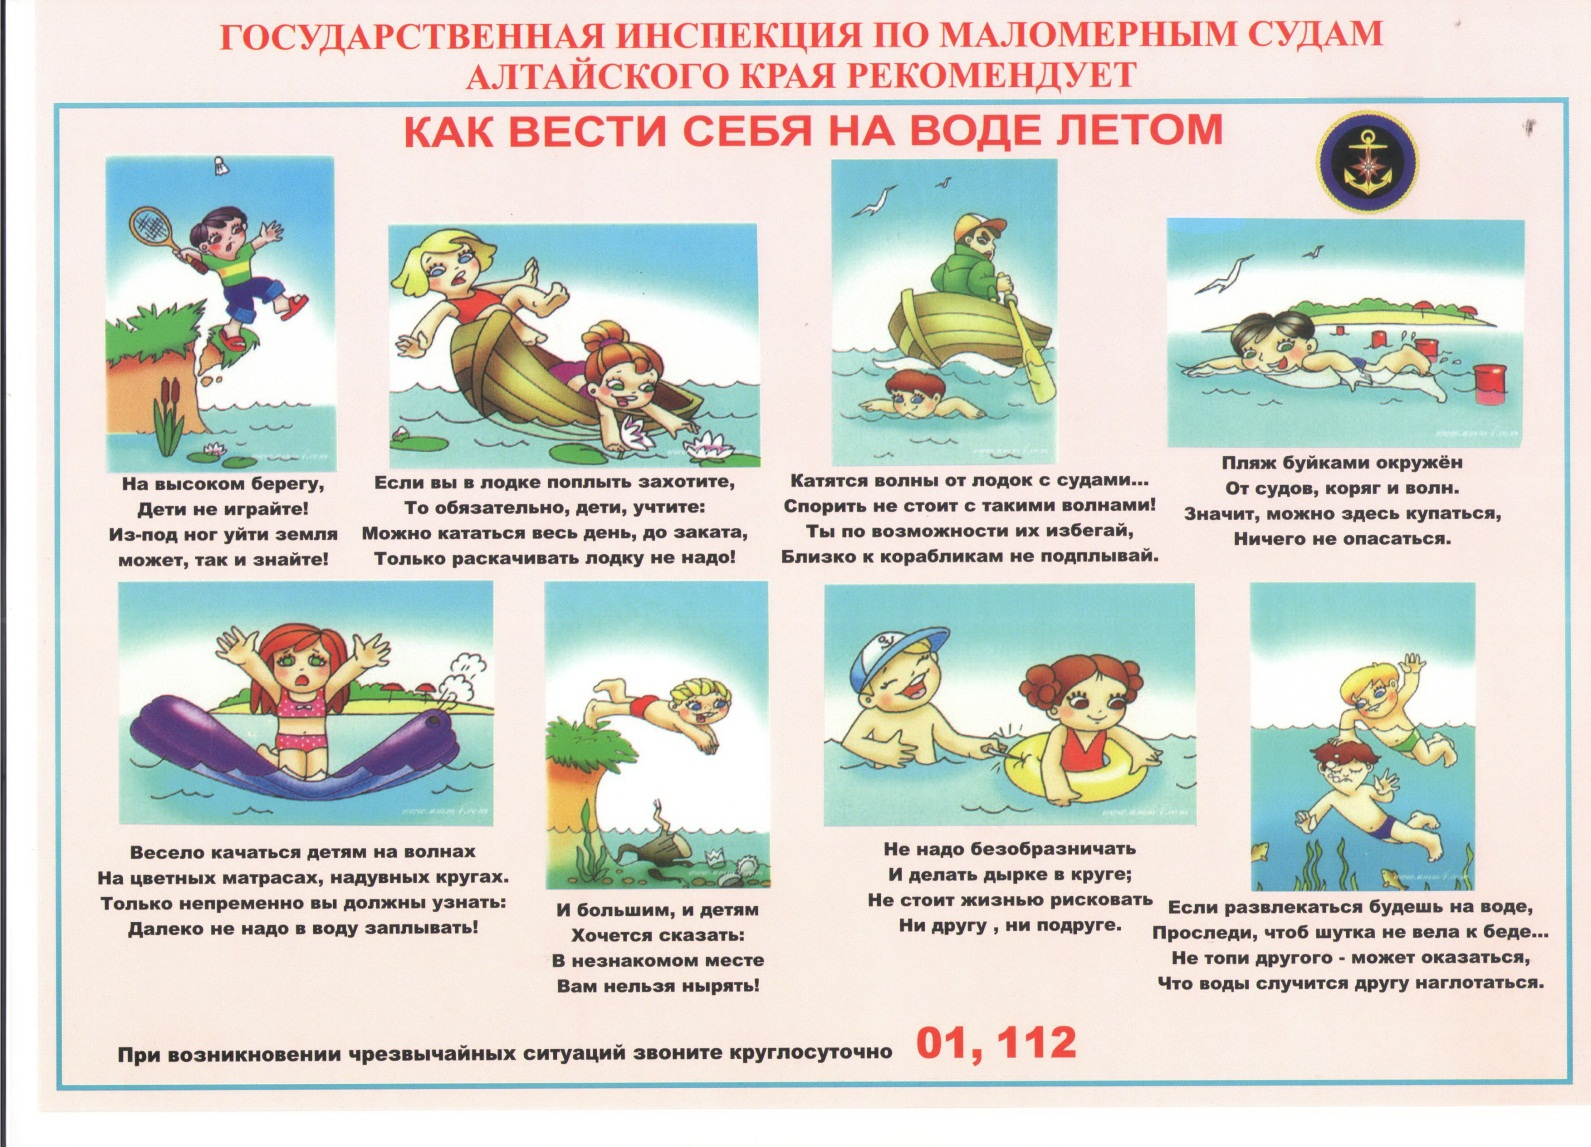 ГОСУДАРСТВЕННАЯ ИНСПЕКЦИЯ ПО МАЛОМЕРНЫМ СУДАМ
АЛТАЙСКОГО КРАЯ РЕКОМЕНДУЕТ
КАК ВЕСТИ СЕБЯ НА ВОДЕ ЛЕТОМ
На высоком берегу,
Дети не играйте!
Из-под ног уйти земля
может, так и знайте!
Если вы в лодке поплыть захотите,
То обязательно, дети, учтите:
Можно кататься весь день, до заката,
Только раскачивать лодку не надо!
Катятся волны от лодок с судами...
Спорить не стоит с такими волнами!
Ты по возможности их избегай,
Близко к корабликам не подплывай.
Пляж буйками окружён
От судов, коряг и волн.
Значит, можно здесь купаться,
Ничего не опасаться.
Весело качаться детям на волнах
На цветных матрасах, надувных кругах.
Только непременно вы должны узнать:
Далеко не надо в воду заплывать!
И большим, и детям
Хочется сказать:
В незнакомом месте
Вам нельзя нырять!
Не надо безобразничать
И делать дырке в круге;
Не стоит жизнью рисковать
Ни другу , ни подруге.
Если развлекаться будешь на воде,
Проследи, чтоб шутка не вела к беде...
Не топи другого - может оказаться,
Что воды случится другу наглотаться.
При возникновении чрезвычайных ситуаций звоните круглосуточно 01, 112